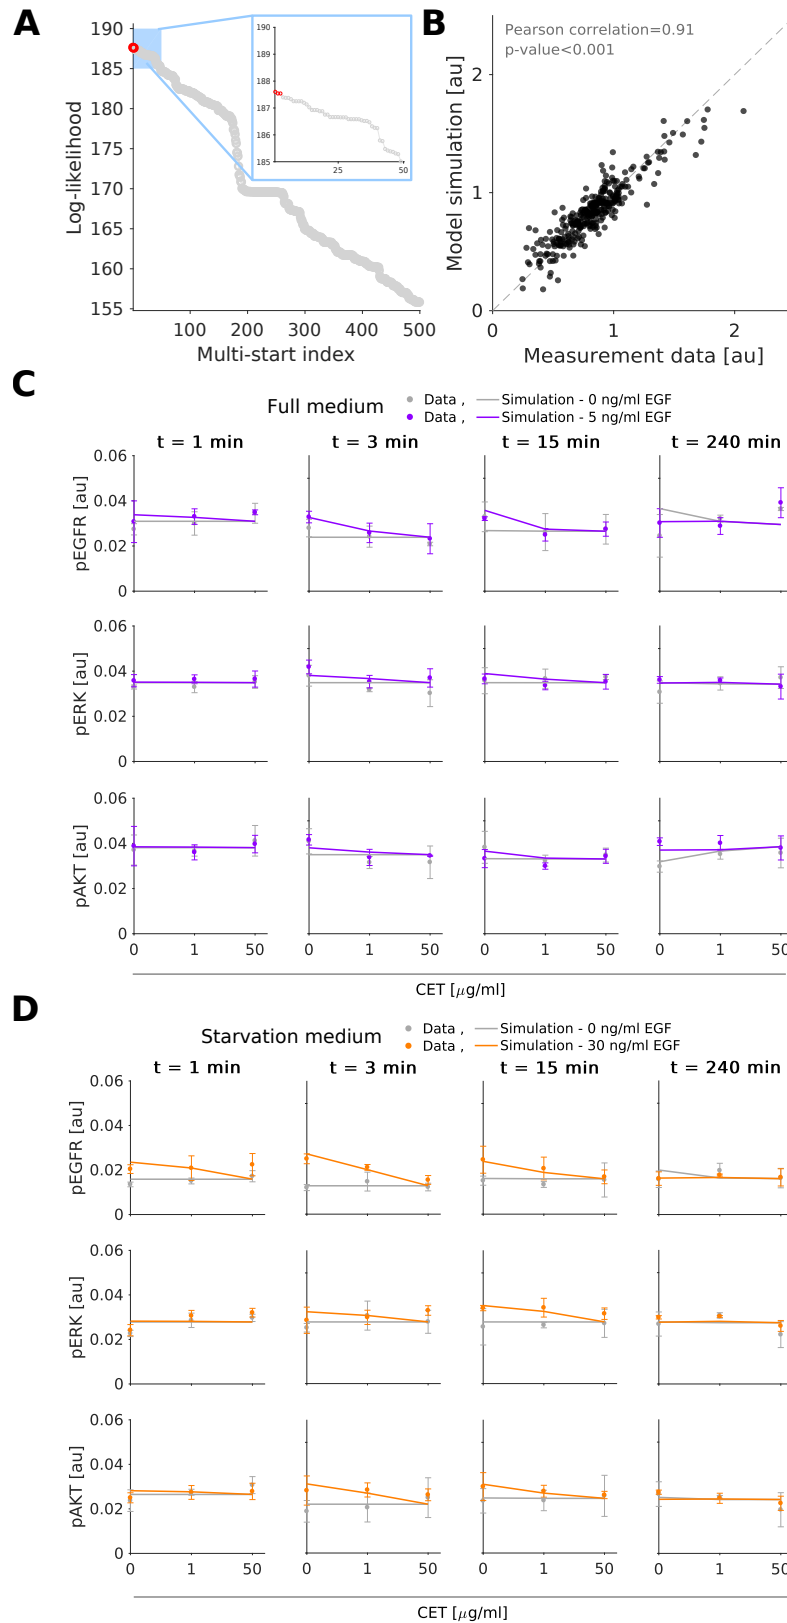 A
190
185
180
175
170
165
160
155
Log-likelihood
100 200 300 400 500
Multi-start index
190
189
188
187
186
185
25 50
B
Pearson correlation=0.91
p-value<0.001
2
1
0
Model simulation [au]
0 1 2
Measurement data [au]
C
Full medium
Data , Simulation - 0 ng/ml EGF
Data , Simulation - 5 ng/ml EGF
t = 1 min t = 3 min t = 15 min t = 240 min
0.06
0.04
0.02
0
pEGFR [au]
0.06
0.04
0.02
0
pERK [au]
0.06
0.04
0.02
0
pAKT [au]
0 1 50 0 1 50 0 1 50 0 1 50
CET [μg/ml]
D
Starvation medium
Data , Simulation - 0 ng/ml EGF
Data , Simulation - 30 ng/ml EGF
t = 1 min t = 3 min t = 15 min t = 240 min
0.06
0.04
0.02
0
pEGFR [au]
0.06
0.04
0.02
0
pERK [au]
0.06
0.04
0.02
0
pAKT [au]
0 1 50 0 1 50 0 1 50 0 1 50
CET [μg/ml]